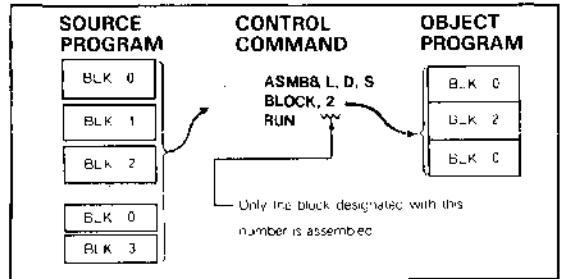 SOURCE PROGRAM
BLK 0
BLK 1
BLK 2
BLK 0
BLK 3
CONTROL COMMAND
ASMB8, L, D, S
BLOCK, 2
RUN
Only the block designated with this
number is assembled
OBJECT PROGRAM
BLK 0
BLK 2
BLK 0